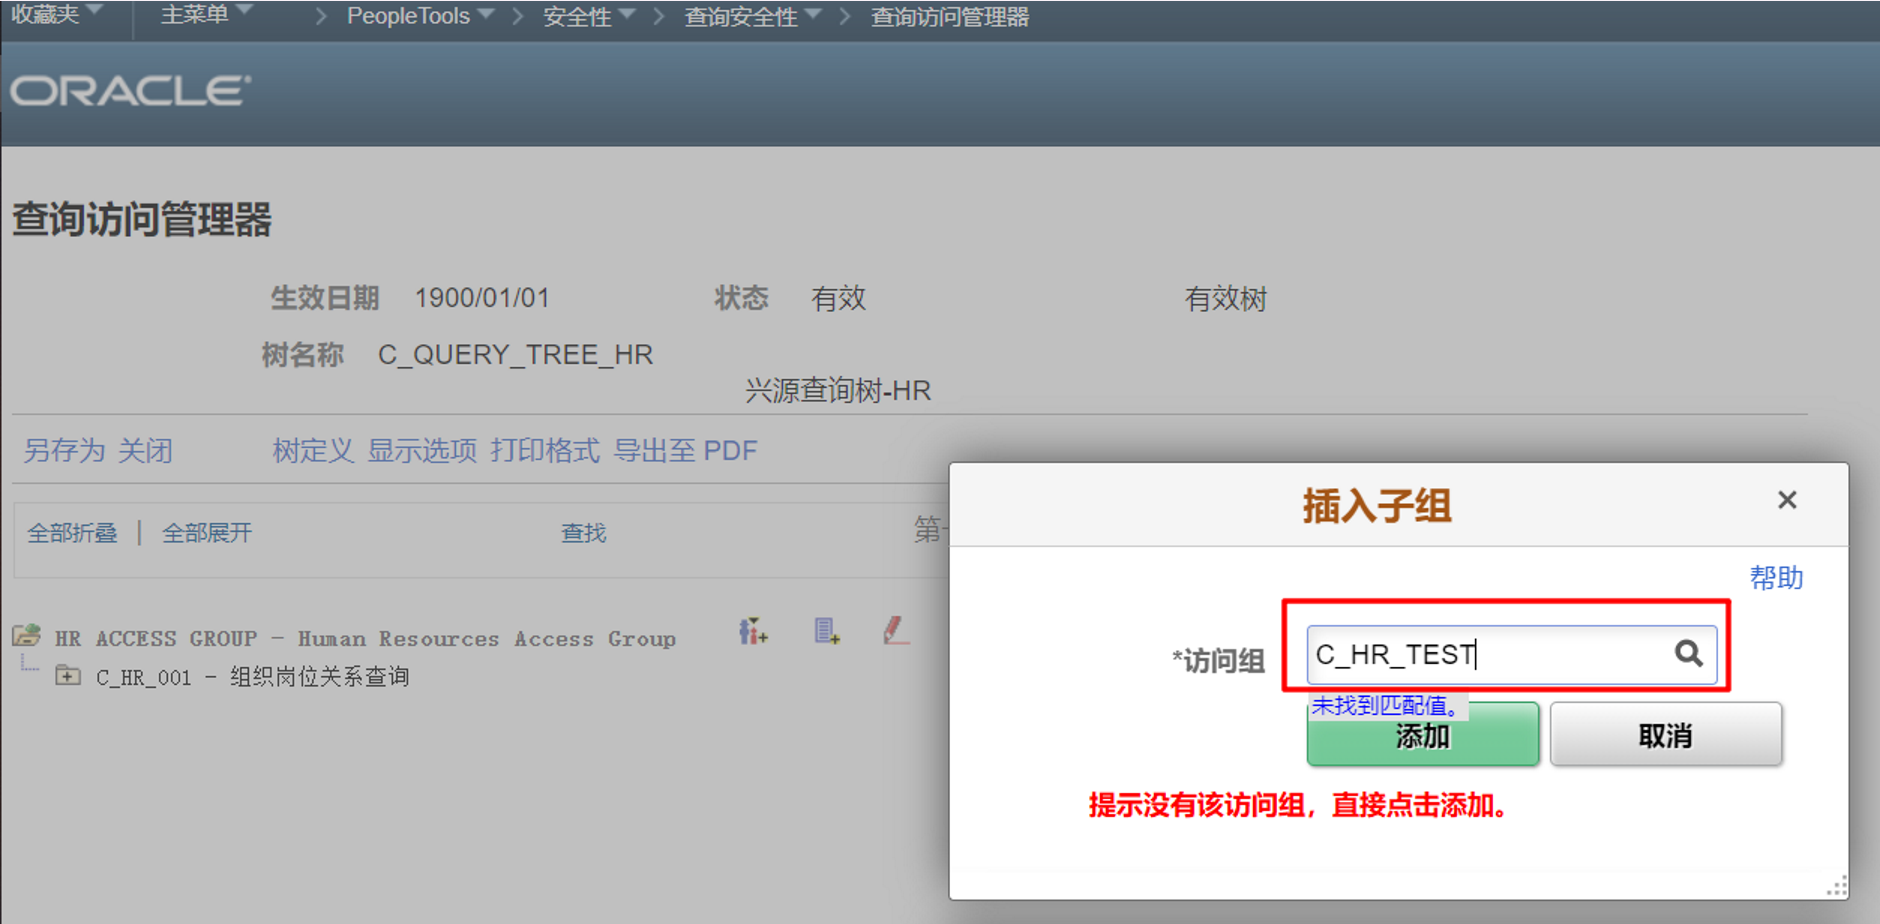 收藏夹 主菜单 > PeopleTools > 安全性 > 查询安全性 > 查询访问管理器
ORACLE
查询访问管理器
生效日期 1900/01/01 状态 有效 有效树
树名称 C_QUERY_TREE_HR
兴源查询树-HR
另存为 关闭 树定义 显示选项 打印格式 导出至 PDF
全部折叠 | 全部展开 查找 第
HR ACCESS GROUP - Human Resources Access Group
C_HR_001 - 组织岗位关系查询
插入子组
帮助
*访问组 C_HR_TEST
未找到匹配值。
添加 取消
提示没有该访问组，直接点击添加。